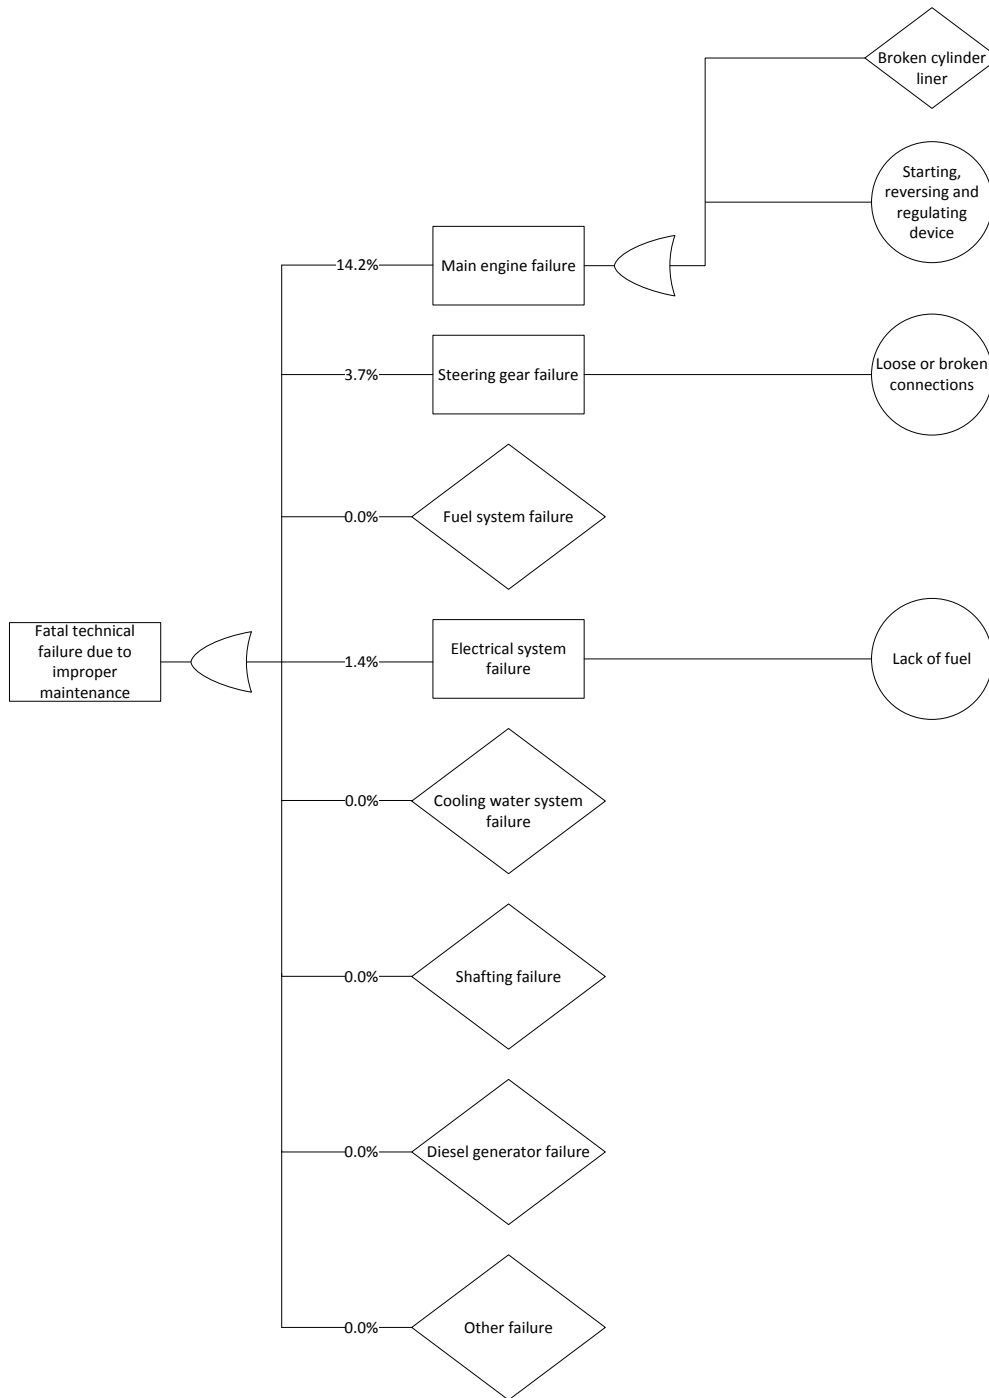 Broken cylinder
liner
Starting,
reversing and
regulating
device
14.2%
Main engine failure
3.7%
Steering gear failure
Loose or broken
connections
0.0%
Fuel system failure
Fatal technical
failure due to
improper
maintenance
1.4%
Electrical system
failure
Lack of fuel
0.0%
Cooling water system
failure
0.0%
Shafting failure
0.0%
Diesel generator failure
0.0%
Other failure